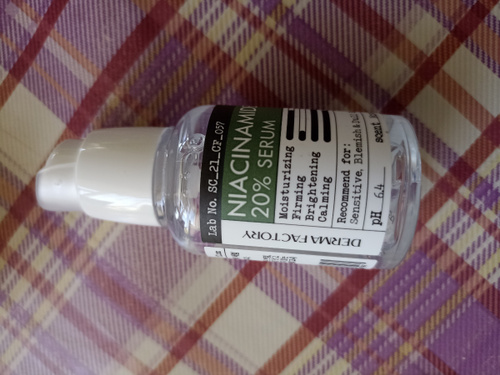 Lab No. SC_21_CF_037
NIACINAMID
20% SERUM
Moisturizing
Firming
Brightening
Calming
Recommend for:
Sensitive, Blemish &
pH 6.4
scent.
DERMA FACTORY